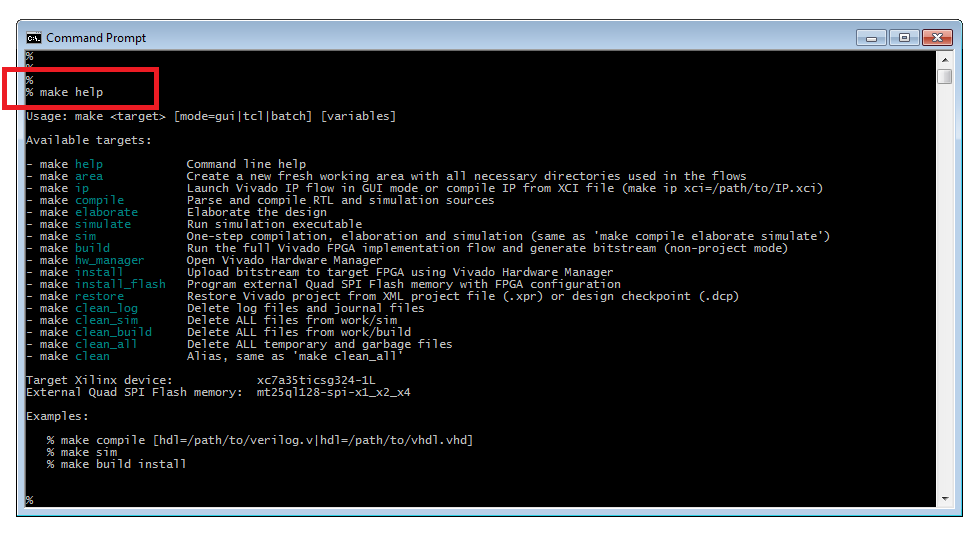 Command Prompt
%
%
%
% make help
Usage: make <target> [mode=gui|tcl|batch] [variables]
Available targets:
- make help Command line help
- make area Create a new fresh working area with all necessary directories used in the flows
- make ip Launch Vivado IP flow in GUI mode or compile IP from XCI file (make ip xci=/path/to/IP.xci)
- make compile Parse and compile RTL and simulation sources
- make elaborate Elaborate the design
- make simulate Run simulation executable
- make sim One-step compilation, elaboration and simulation (same as 'make compile elaborate simulate')
- make build Run the full Vivado FPGA implementation flow and generate bitstream (non-project mode)
- make hw_manager Open Vivado Hardware Manager
- make install Upload bitstream to target FPGA using Vivado Hardware Manager
- make install_flash Program external Quad SPI Flash memory with FPGA configuration
- make restore Restore Vivado project from XML project file (.xpr) or design checkpoint (.dcp)
- make clean_log Delete log files and journal files
- make clean_sim Delete ALL files from work/sim
- make clean_build Delete ALL files from work/build
- make clean_all Delete ALL temporary and garbage files
- make clean Alias, same as 'make clean_all'
Target Xilinx device: xc7a35ticsg324-1L
External Quad SPI Flash memory: mt25ql128-spi-x1_x2_x4
Examples:
% make compile [hdl=/path/to/verilog.v|hdl=/path/to/vhdl.vhd]
% make sim
% make build install
%